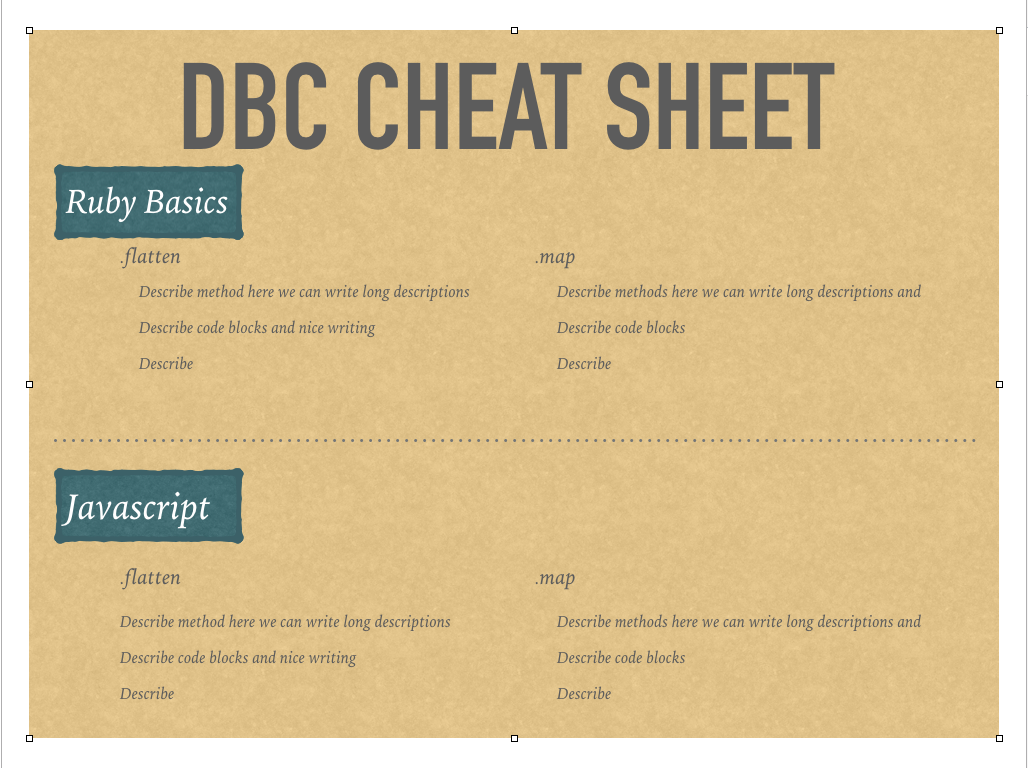 DBC CHEAT SHEET
Ruby Basics
.flatten
Describe method here we can write long descriptions
Describe code blocks and nice writing
Describe
.map
Describe methods here we can write long descriptions and
Describe code blocks
Describe
Javascript
.flatten
Describe method here we can write long descriptions
Describe code blocks and nice writing
Describe
.map
Describe methods here we can write long descriptions and
Describe code blocks
Describe